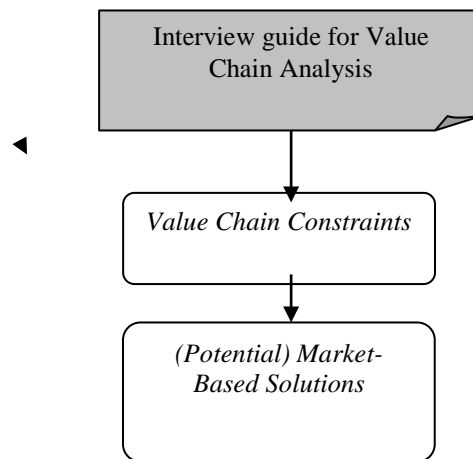 Interview guide for Value
Chain Analysis
Value Chain Constraints
(Potential) Market-
Based Solutions